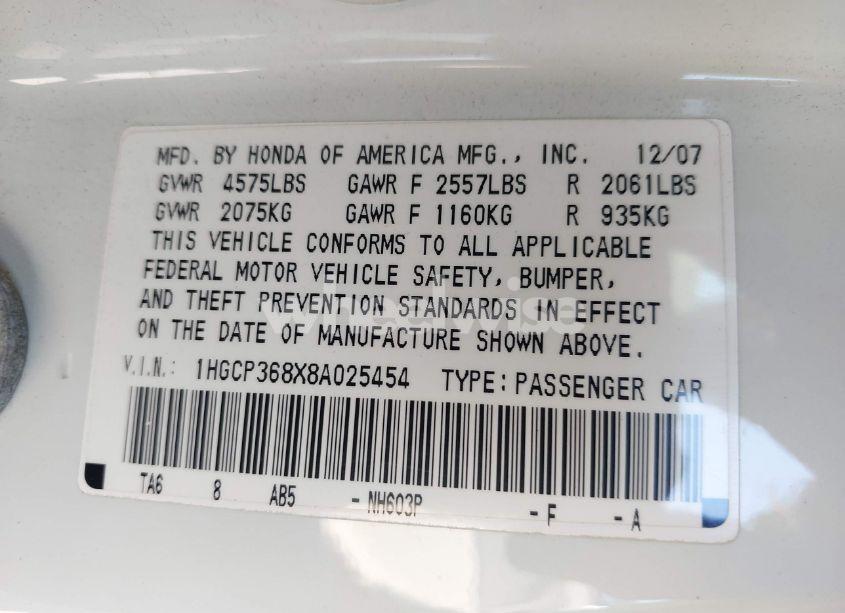 MFD. BY HONDA OF AMERICA MFG., INC. 12/07
GVWR 4575LBS GAWR F 2557LBS R 2061LBS
GVWR 2075KG GAWR F 1160KG R 935KG
THIS VEHICLE CONFORMS TO ALL APPLICABLE
FEDERAL MOTOR VEHICLE SAFETY, BUMPER,
AND THEFT PREVENTION STANDARDS IN EFFECT
ON THE DATE OF MANUFACTURE SHOWN ABOVE.
wheelwise
V.I.N.: 1HGCP368X8A025454 TYPE:PASSENGER CAR
TA6 8 AB5 - NH603P - F - A